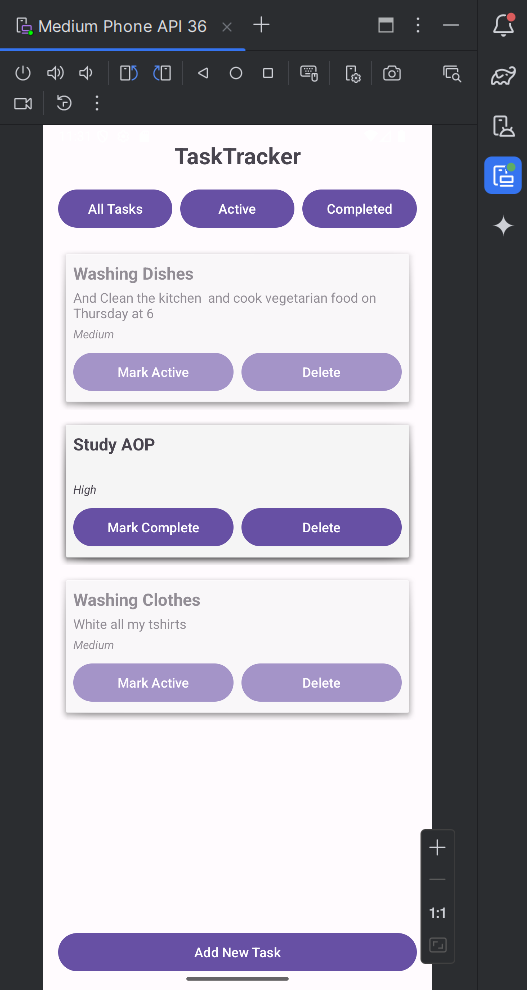 Medium Phone API 36
TaskTracker
All Tasks
Active
Completed
Washing Dishes
And Clean the kitchen  and cook vegetarian food on
Thursday at 6
Medium
Mark Active
Delete
Study AOP
High
Mark Complete
Delete
Washing Clothes
White all my tshirts
Medium
Mark Active
Delete
1:1
Add New Task